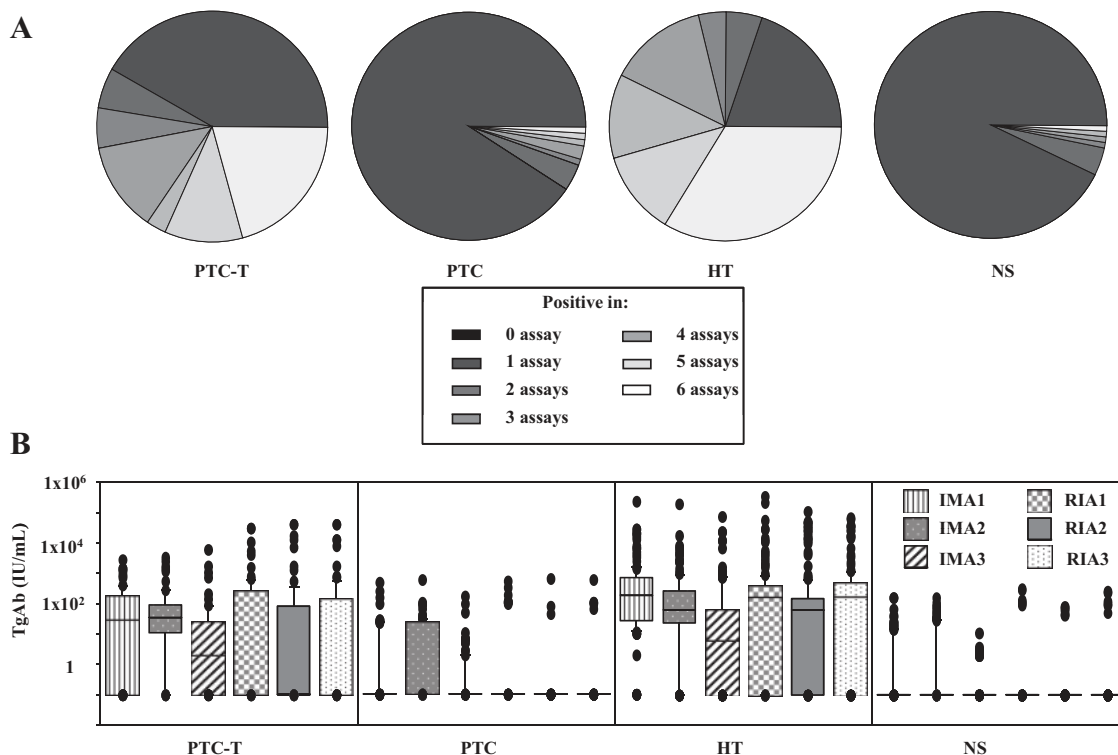 A
PTC-T PTC HT NS
Positive in:
0 assay 4 assays
1 assay 5 assays
2 assays 6 assays
3 assays
B
TgAb (IU/mL)
1x10⁶
1x10⁴
1x10²
1
IMA1 RIA1
IMA2 RIA2
IMA3 RIA3
PTC-T PTC HT NS